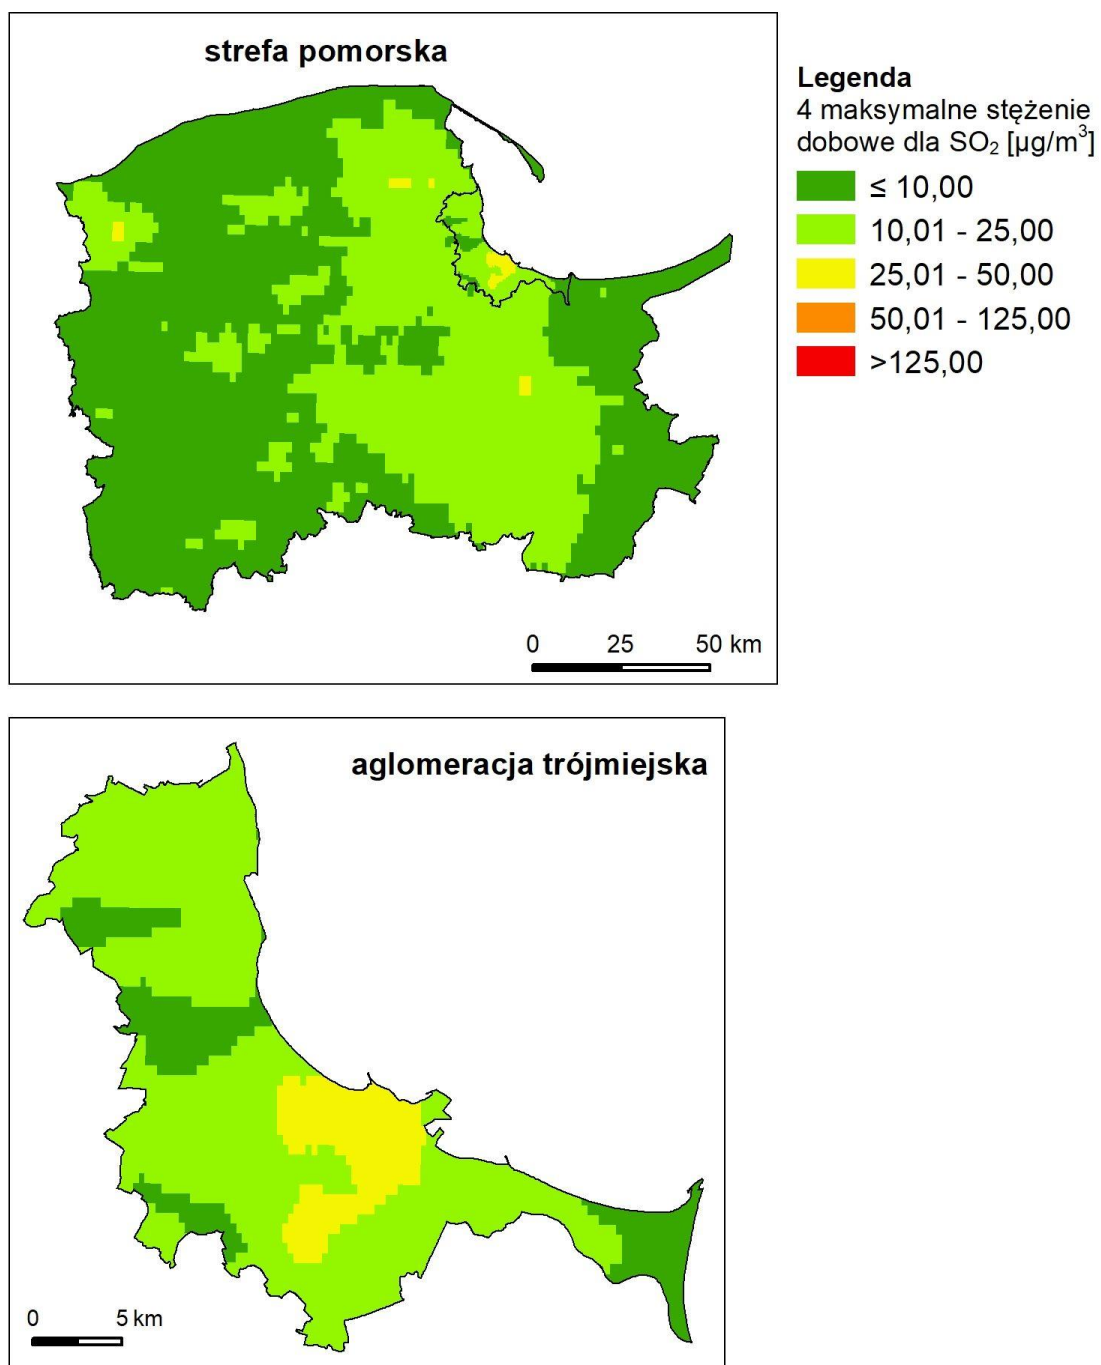 strefa pomorska
Legenda
4 maksymalne stężenie
dobowe dla SO₂ [µg/m³]
≤ 10,00
10,01 - 25,00
25,01 - 50,00
50,01 - 125,00
>125,00
0 25 50 km
aglomeracja trójmiejska
0 5 km